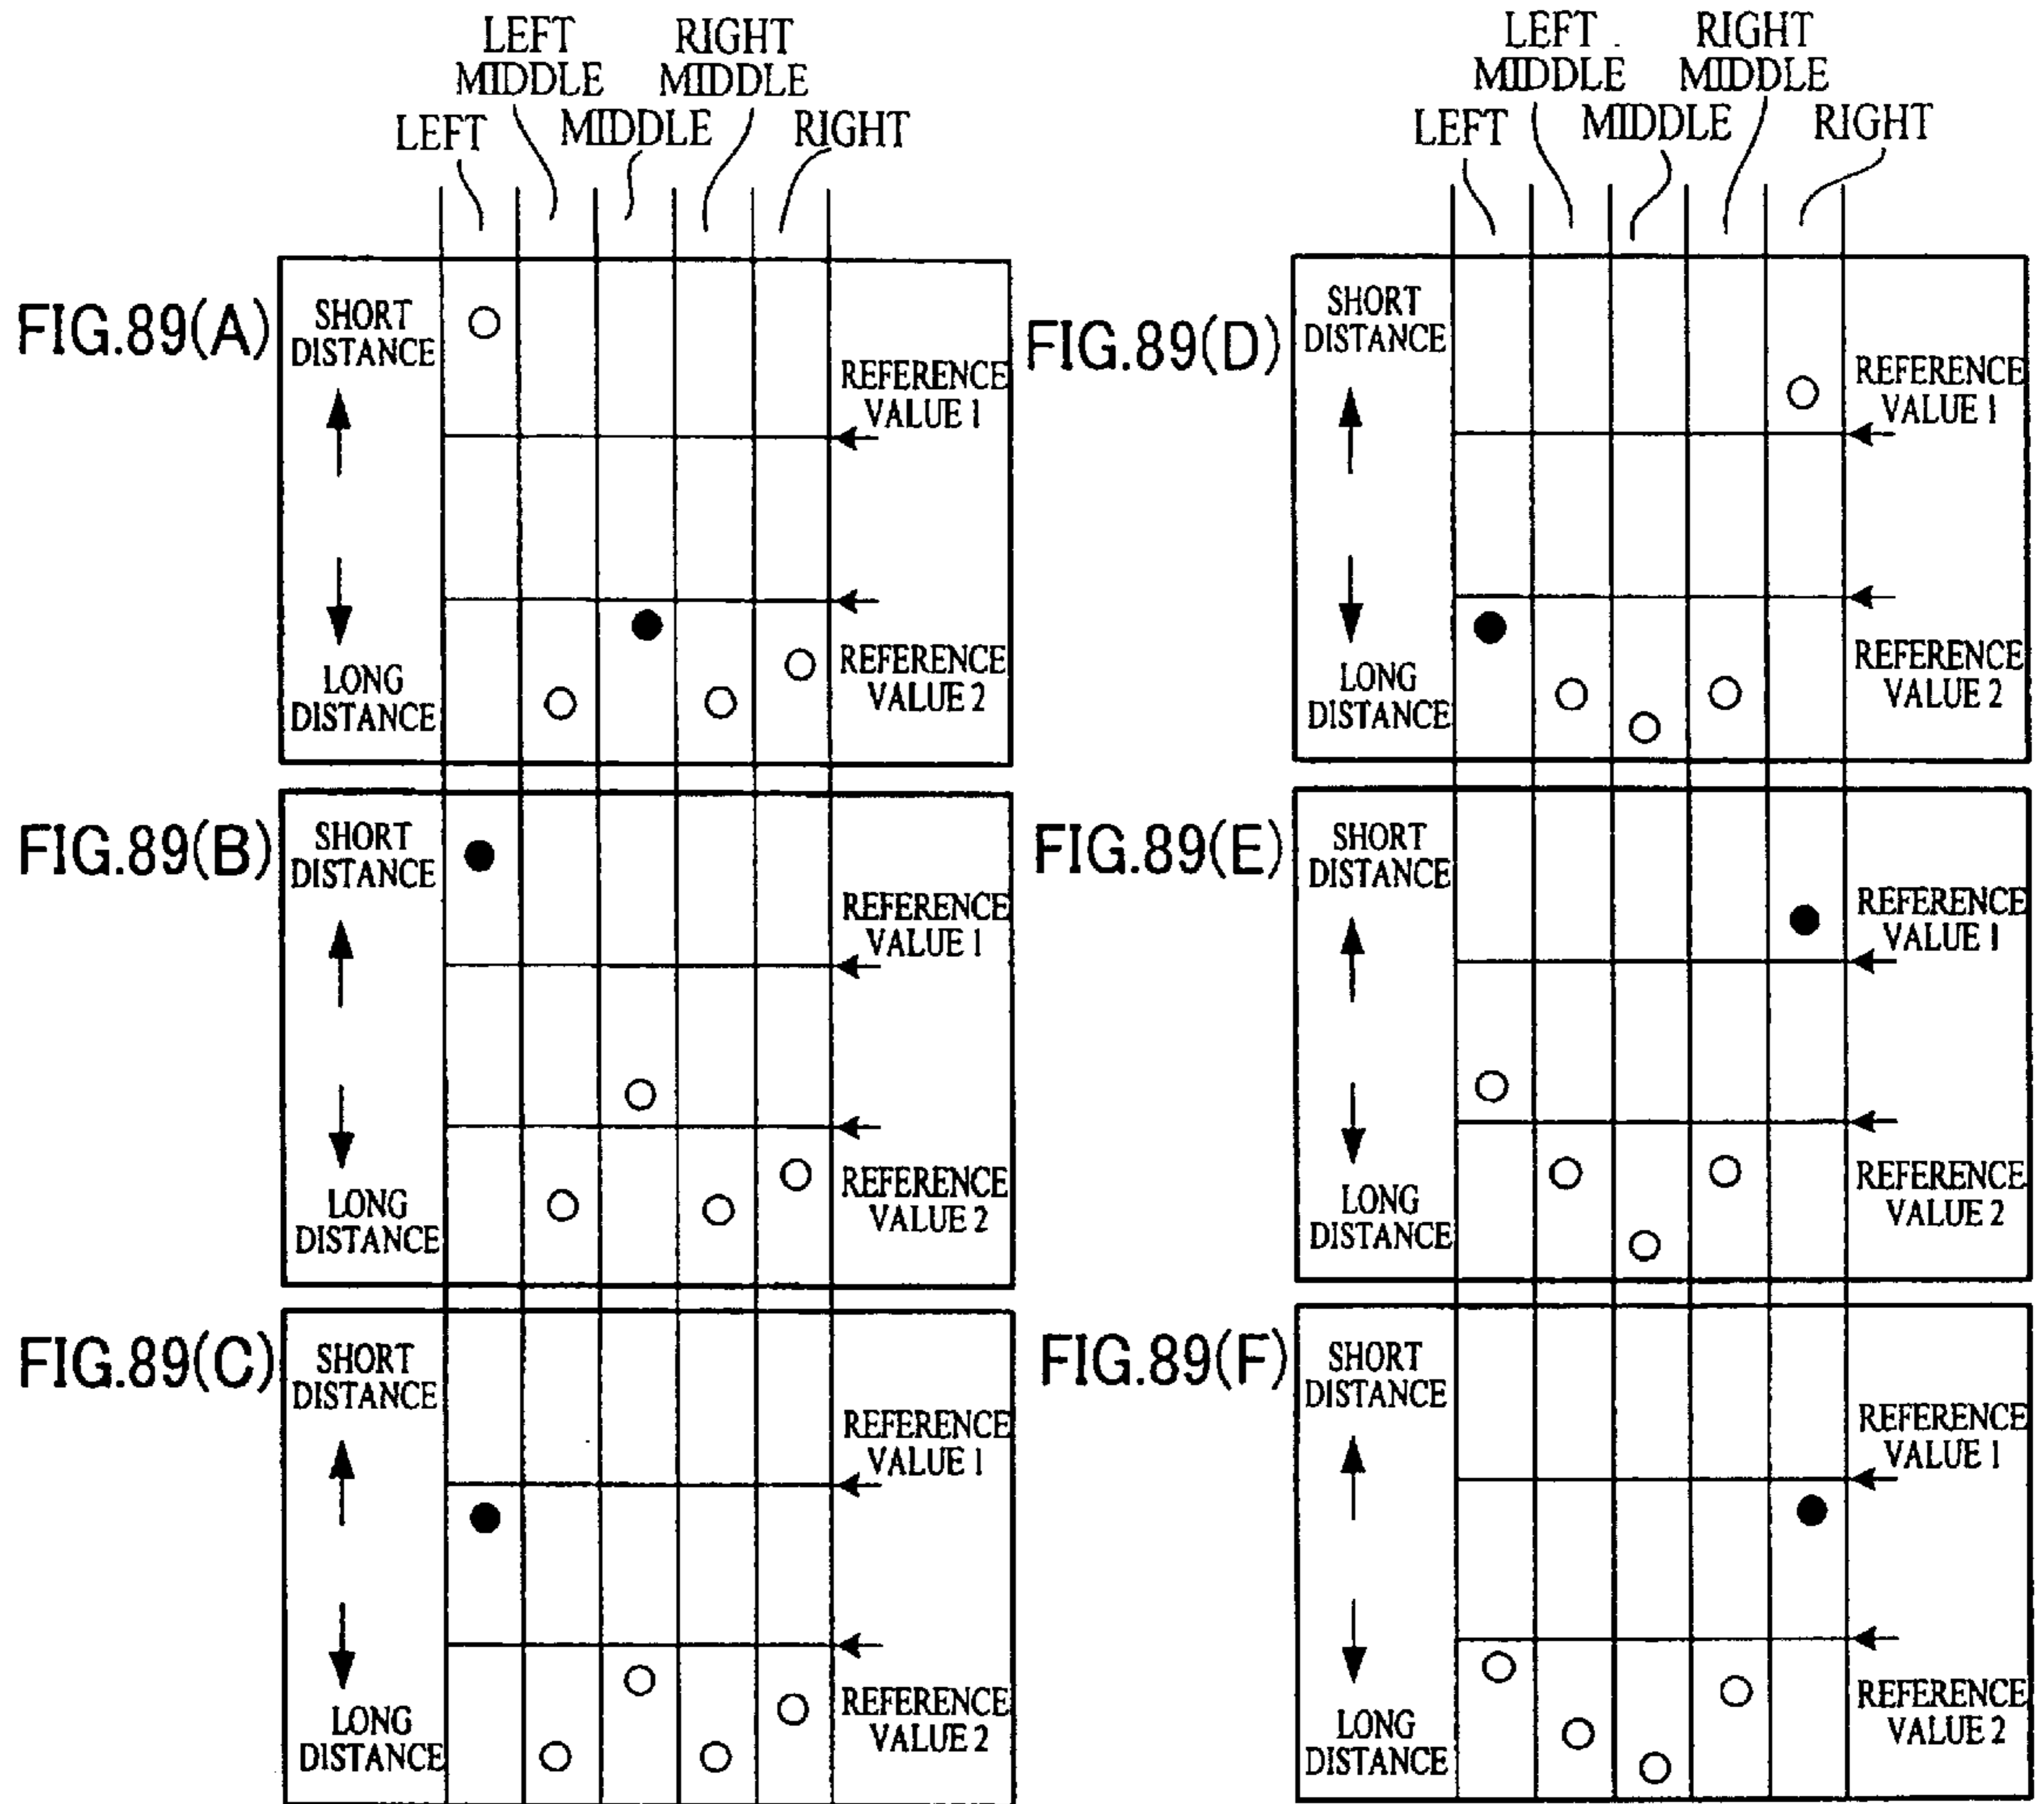 LEFT
MIDDLE
RIGHT
MIDDLE
LEFT
MIDDLE
RIGHT
FIG.89(A)
SHORT
DISTANCE
LONG
DISTANCE
REFERENCE
VALUE 1
REFERENCE
VALUE 2
FIG.89(B)
SHORT
DISTANCE
LONG
DISTANCE
REFERENCE
VALUE 1
REFERENCE
VALUE 2
FIG.89(C)
SHORT
DISTANCE
LONG
DISTANCE
REFERENCE
VALUE 1
REFERENCE
VALUE 2
LEFT
MIDDLE
RIGHT
MIDDLE
LEFT
MIDDLE
RIGHT
FIG.89(D)
SHORT
DISTANCE
LONG
DISTANCE
REFERENCE
VALUE 1
REFERENCE
VALUE 2
FIG.89(E)
SHORT
DISTANCE
LONG
DISTANCE
REFERENCE
VALUE 1
REFERENCE
VALUE 2
FIG.89(F)
SHORT
DISTANCE
LONG
DISTANCE
REFERENCE
VALUE 1
REFERENCE
VALUE 2